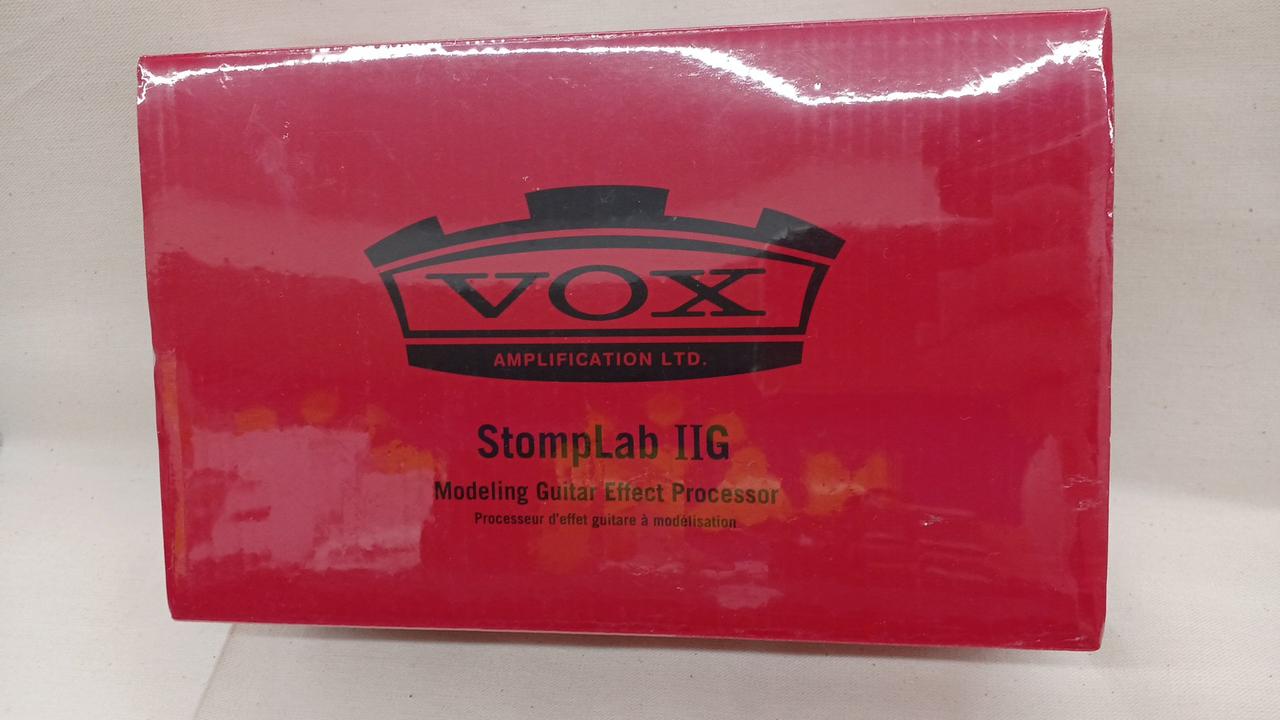 VOX
AMPLIFICATION LTD.
StompLab IIG
Modeling Guitar Effect Processor
Processeur d'effet guitare à modélisation